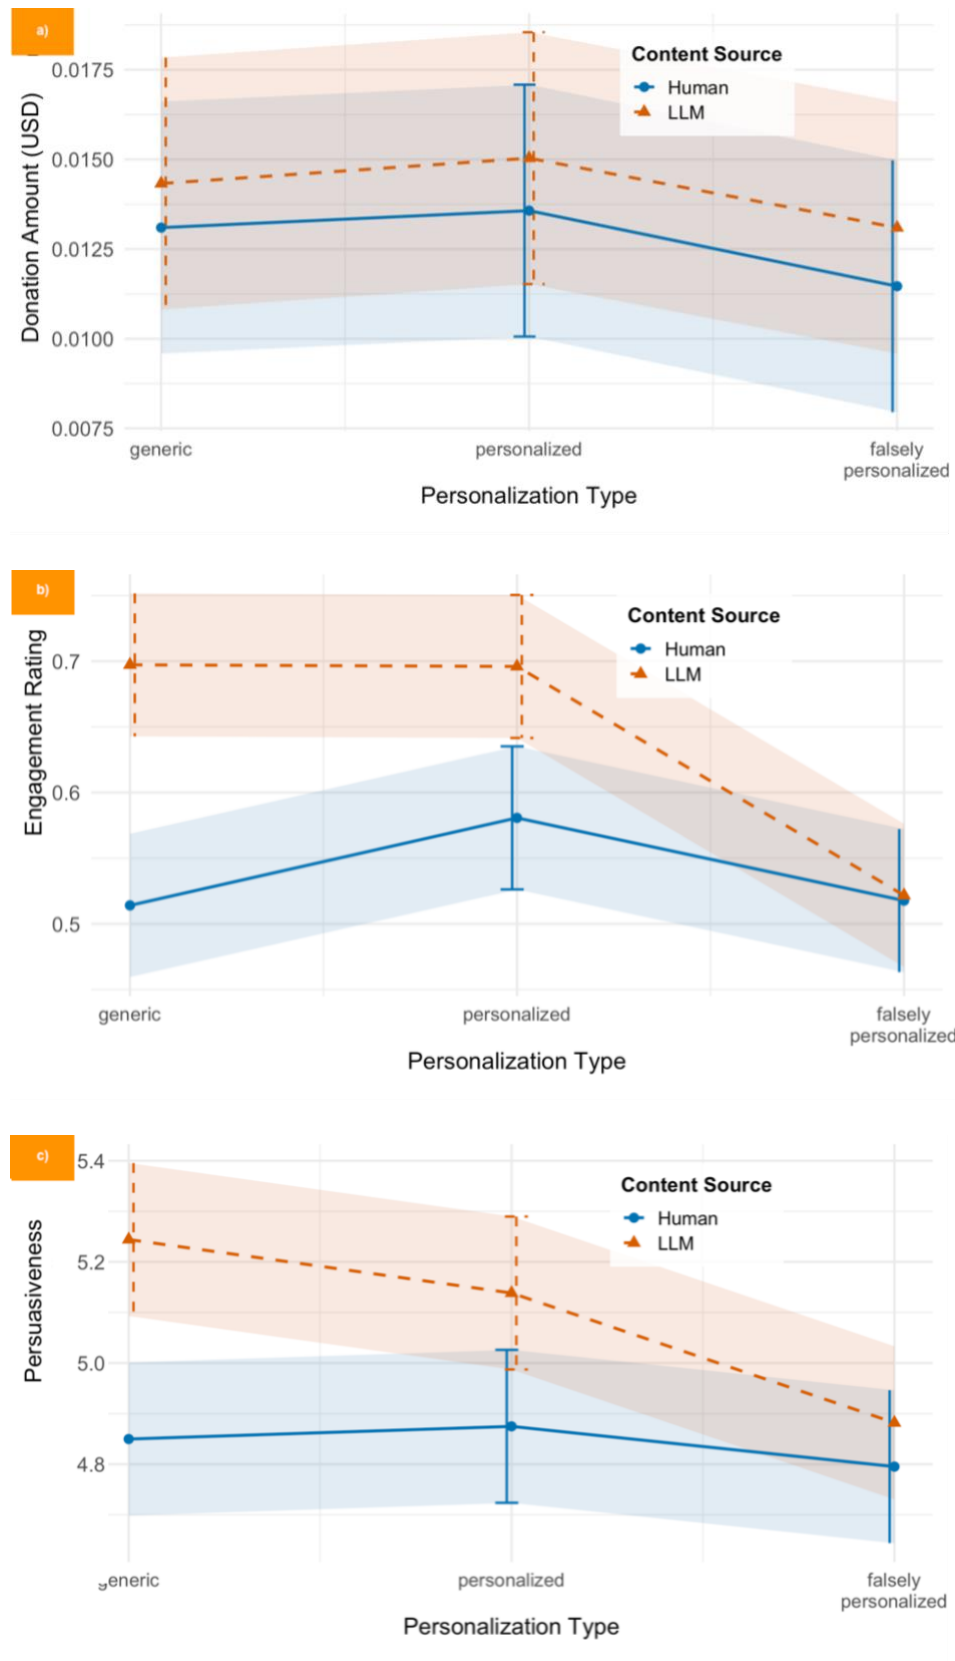 a)
Content Source
Human
LLM
Donation Amount (USD)
0.0175
0.0150
0.0125
0.0100
0.0075
generic
personalized
falsely
personalized
Personalization Type
b)
Content Source
Human
LLM
Engagement Rating
0.7
0.6
0.5
generic
personalized
falsely
personalized
Personalization Type
c)
Content Source
Human
LLM
Persuasiveness
5.4
5.2
5.0
4.8
generic
personalized
falsely
personalized
Personalization Type